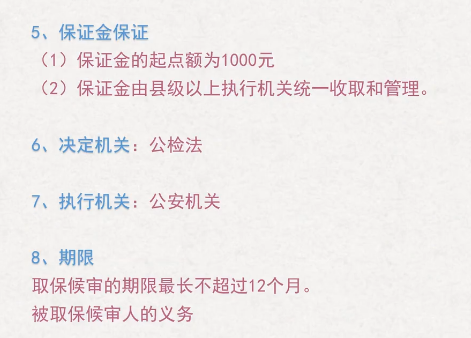 5、保证金保证
（1）保证金的起点额为1000元
（2）保证金由县级以上执行机关统一收取和管理。
6、决定机关：公检法
7、执行机关：公安机关
8、期限
取保候审的期限最长不超过12个月。
被取保候审人的义务